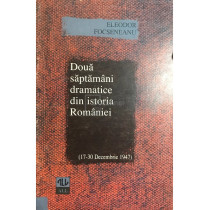 ELEODOR
FOCȘENEANU
Două
săptămâni
dramatice
din istoria
României
(17-30 Decembrie 1947)
ALL